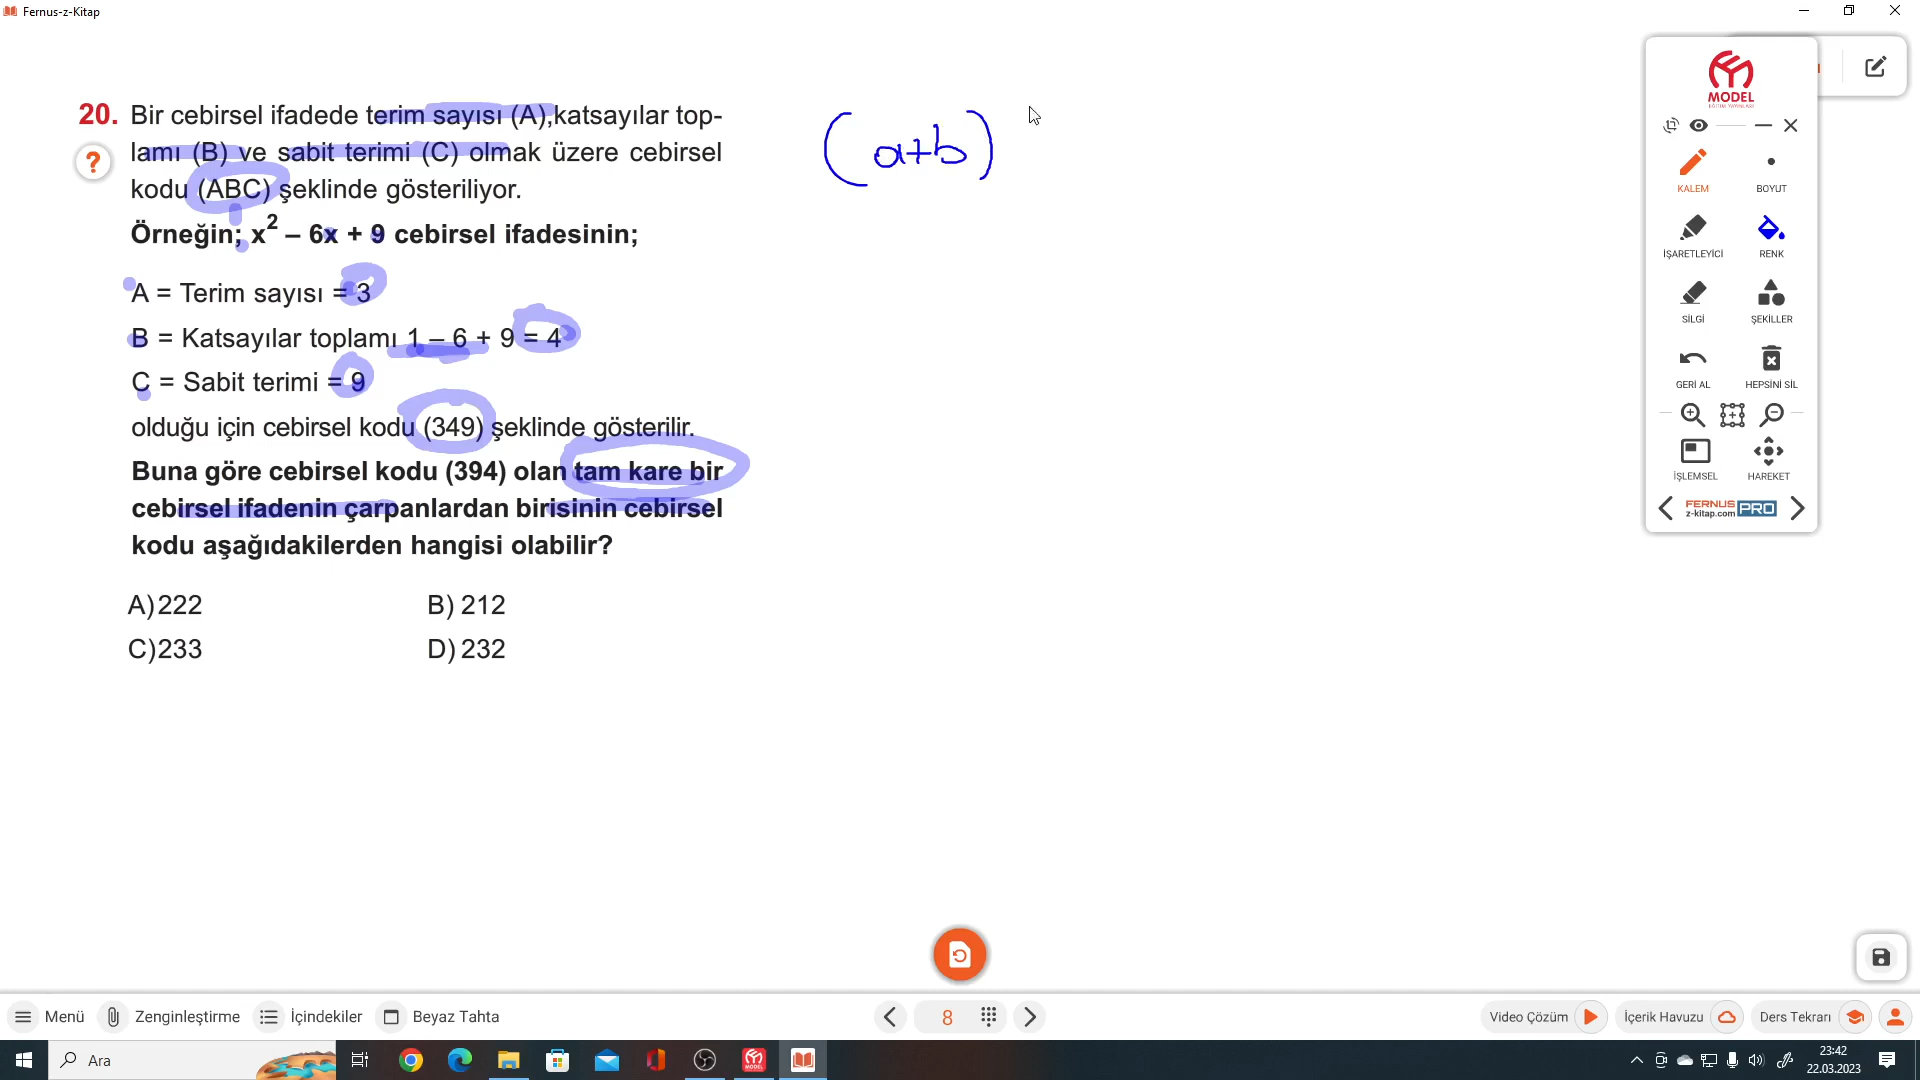 Fernus-z-Kitap
20. Bir cebirsel ifadede terim sayısı (A),katsayılar top-
lamı (B) ve sabit terimi (C) olmak üzere cebirsel
kodu (ABC) şeklinde gösteriliyor.
Örneğin; x² – 6x + 9 cebirsel ifadesinin;
A = Terim sayısı = 3
B = Katsayılar toplamı 1 – 6 + 9 = 4
C = Sabit terimi = 9
olduğu için cebirsel kodu (349) şeklinde gösterilir.
Buna göre cebirsel kodu (394) olan tam kare bir
cebirsel ifadenin çarpanlardan birisinin cebirsel
kodu aşağıdakilerden hangisi olabilir?
A) 222
B) 212
C) 233
D) 232
(a+b)
MODEL
EĞİTİM YAYINLARI
KALEM
BOYUT
İŞARETLEYİCİ
RENK
SİLGİ
ŞEKİLLER
GERİ AL
HEPSİNİ SİL
İŞLEMSEL
HAREKET
FERNUS
z-kitap.com PRO
Menü
Zenginleştirme
İçindekiler
Beyaz Tahta
8
Video Çözüm
İçerik Havuzu
Ders Tekrarı
Ara
MODEL
23:42
22.03.2023